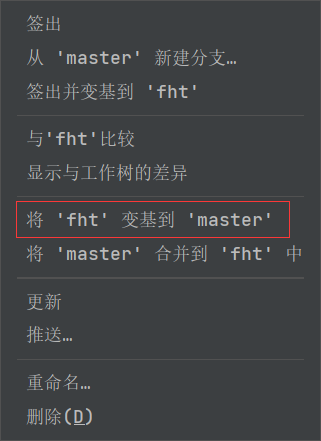 签出
从 'master' 新建分支…
签出并变基到 'fht'
与'fht'比较
显示与工作树的差异
将 'fht' 变基到 'master'
将 'master' 合并到 'fht' 中
更新
推送…
重命名…
删除(D)